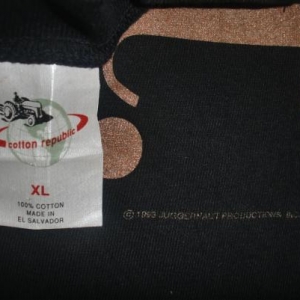 cotton republic
XL
100% COTTON
MADE IN
EL SALVADOR
© 1993 JUGGERNAUT PRODUCTIONS